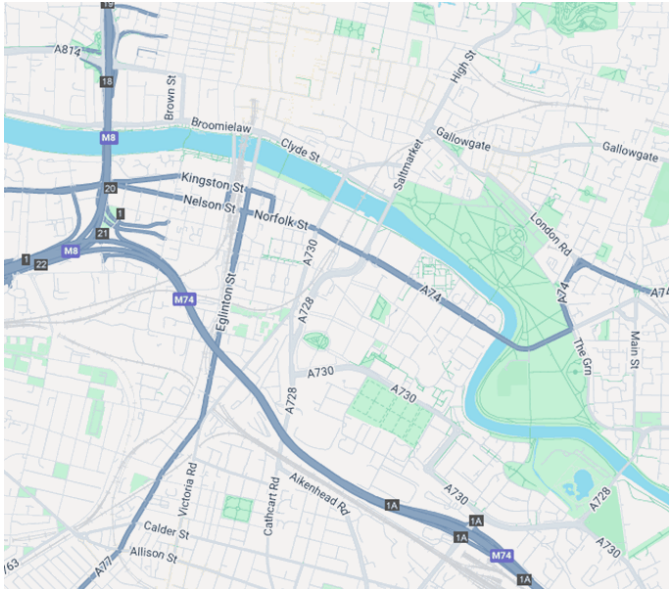 19
A814
18
Brown St
High St
M8
Broomielaw
Clyde St
Saltmarket
Gallowgate
Gallowgate
20
Kingston St
Nelson St
Norfolk St
London Rd
1
21
A730
1
M8
22
Eglinton St
M74
A728
A74
A74
A74
Main St
The Grn
A730
A730
A728
Victoria Rd
Cathcart Rd
Aikenhead Rd
A730
A728
1A
1A
Calder St
Allison St
A77
M74
A730
1A